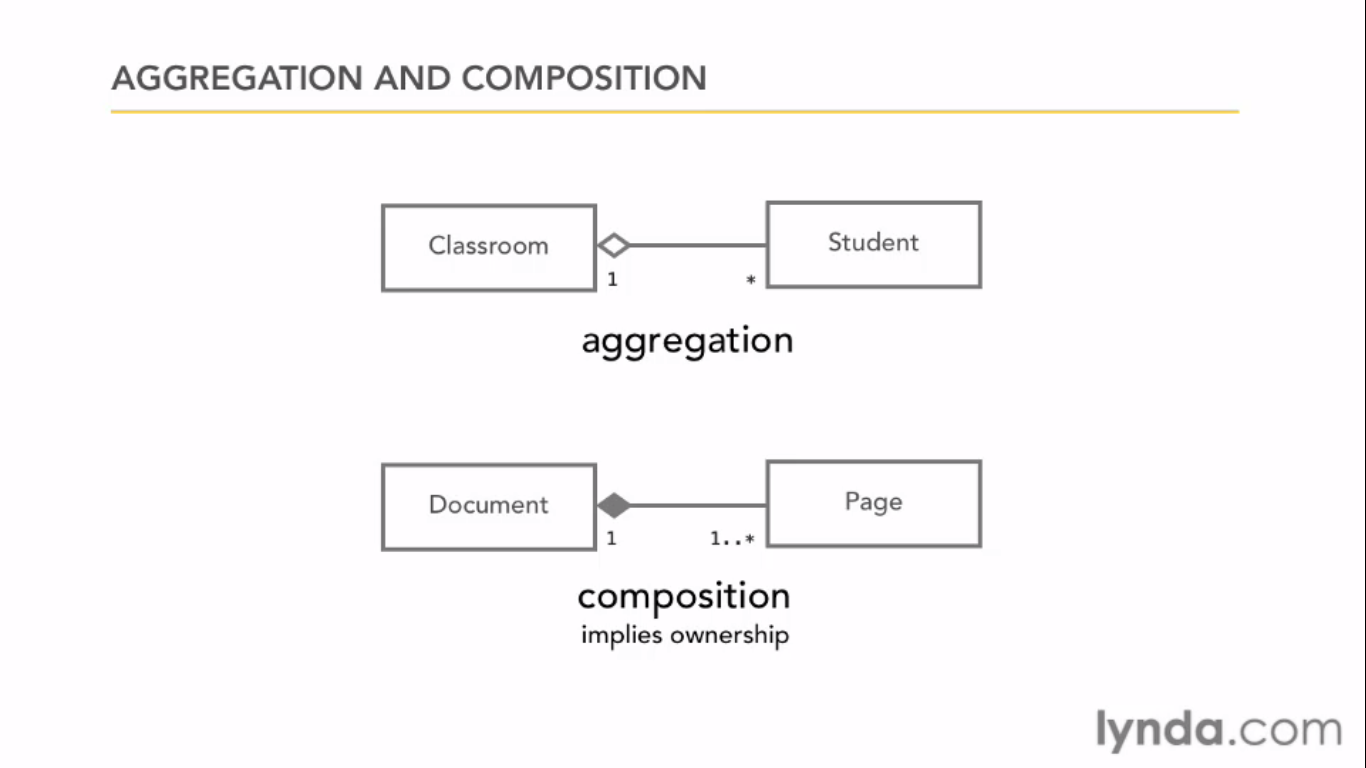 AGGREGATION AND COMPOSITION
Classroom
Student
1
*
aggregation
Document
Page
1
1..*
composition
implies ownership
lynda.com